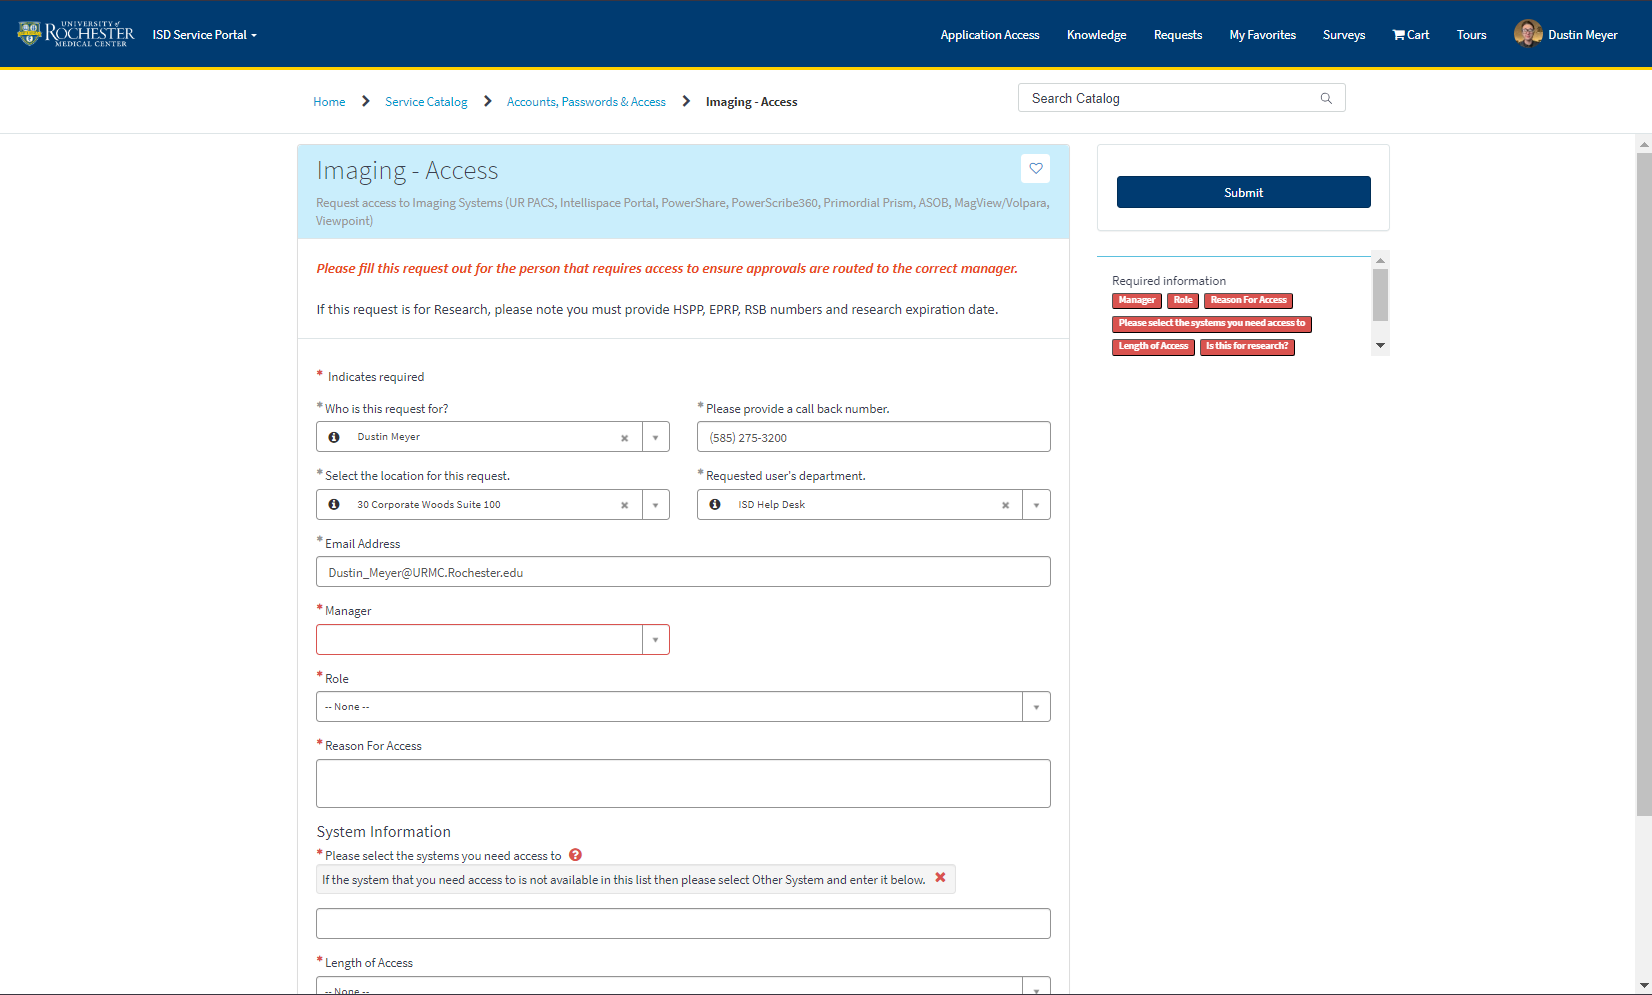 UNIVERSITY of
ROCHESTER
MEDICAL CENTER
ISD Service Portal
Application Access
Knowledge
Requests
My Favorites
Surveys
Cart
Tours
Dustin Meyer
Home
Service Catalog
Accounts, Passwords & Access
Imaging - Access
Search Catalog
Imaging - Access
Request access to Imaging Systems (UR PACS, Intellispace Portal, PowerShare, PowerScribe360, Primordial Prism, ASOB, MagView/Volpara,
Viewpoint)
Please fill this request out for the person that requires access to ensure approvals are routed to the correct manager.
If this request is for Research, please note you must provide HSPP, EPRP, RSB numbers and research expiration date.
* Indicates required
* Who is this request for?
Dustin Meyer
* Please provide a call back number.
(585) 275-3200
* Select the location for this request.
30 Corporate Woods Suite 100
* Requested user's department.
ISD Help Desk
* Email Address
Dustin_Meyer@URMC.Rochester.edu
* Manager
* Role
-- None --
* Reason For Access
System Information
* Please select the systems you need access to
If the system that you need access to is not available in this list then please select Other System and enter it below.
* Length of Access
-- None --
Submit
Required information
Manager
Role
Reason For Access
Please select the systems you need access to
Length of Access
Is this for research?